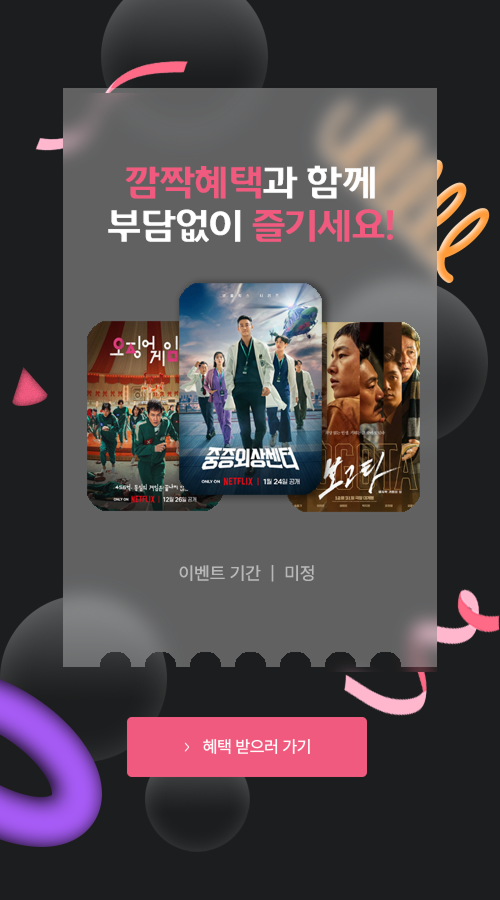 깜짝혜택과 함께
부담없이 즐기세요!
오징어
게임
ONLY ON NETFLIX | 12월 26일 공개
중증외상센터
ONLY ON NETFLIX | 1월 24일 공개
보고타
이벤트 기간 | 미정
› 혜택 받으러 가기